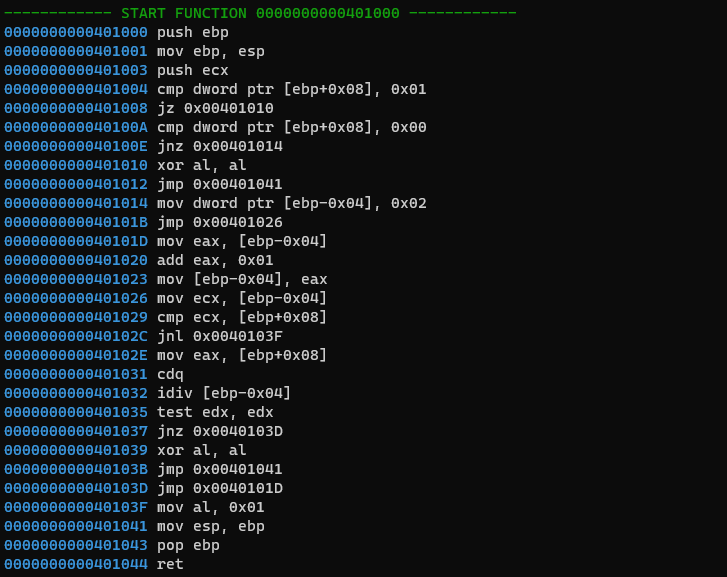 ------------ START FUNCTION 0000000000401000 ------------
0000000000401000 push ebp
0000000000401001 mov ebp, esp
0000000000401003 push ecx
0000000000401004 cmp dword ptr [ebp+0x08], 0x01
0000000000401008 jz 0x00401010
000000000040100A cmp dword ptr [ebp+0x08], 0x00
000000000040100E jnz 0x00401014
0000000000401010 xor al, al
0000000000401012 jmp 0x00401041
0000000000401014 mov dword ptr [ebp-0x04], 0x02
000000000040101B jmp 0x00401026
000000000040101D mov eax, [ebp-0x04]
0000000000401020 add eax, 0x01
0000000000401023 mov [ebp-0x04], eax
0000000000401026 mov ecx, [ebp-0x04]
0000000000401029 cmp ecx, [ebp+0x08]
000000000040102C jnl 0x0040103F
000000000040102E mov eax, [ebp+0x08]
0000000000401031 cdq
0000000000401032 idiv [ebp-0x04]
0000000000401035 test edx, edx
0000000000401037 jnz 0x0040103D
0000000000401039 xor al, al
000000000040103B jmp 0x00401041
000000000040103D jmp 0x0040101D
000000000040103F mov al, 0x01
0000000000401041 mov esp, ebp
0000000000401043 pop ebp
0000000000401044 ret